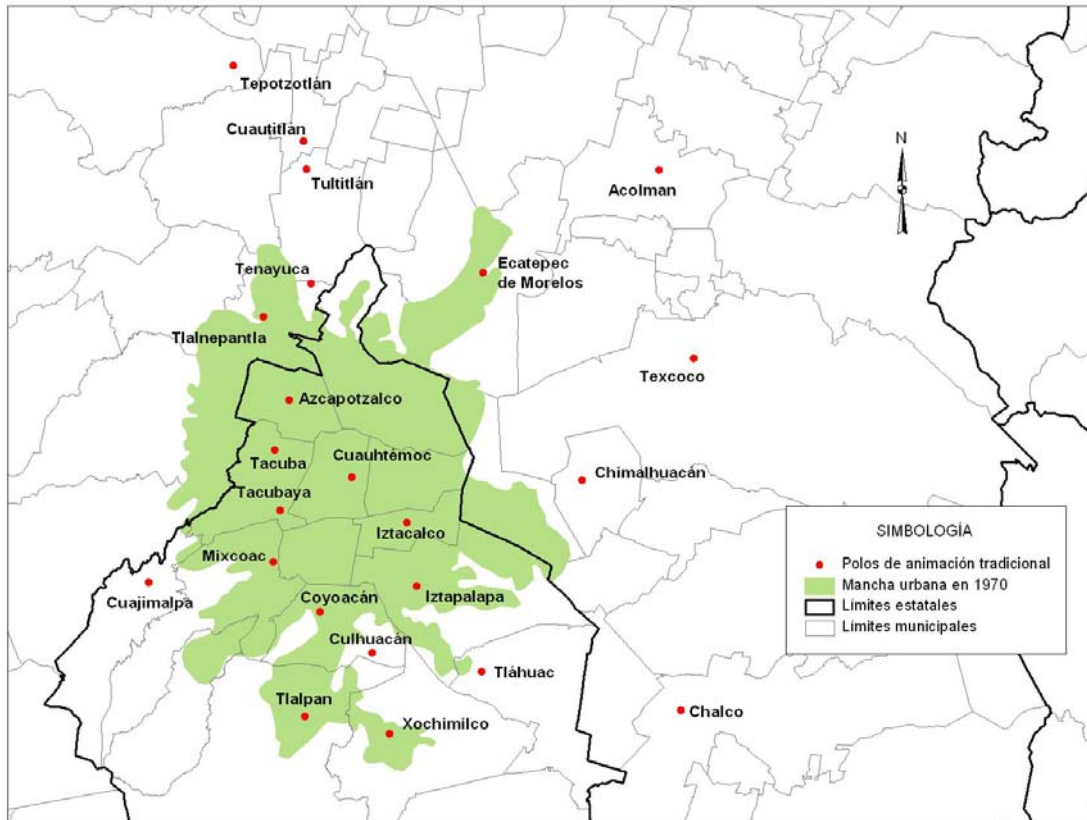 Tepotzotlán
Cuautitlán
Tultitlán
Acolman
N
Tenayuca
Ecatepec
de Morelos
Tlalnepantla
Texcoco
Azcapotzalco
Tacuba
Cuauhtémoc
Chimalhuacán
Tacubaya
Iztacalco
Mixcoac
Cuajimalpa
Coyoacán
Iztapalapa
Culhuacán
Tláhuac
Tlalpan
Xochimilco
Chalco
SIMBOLOGÍA
Polos de animación tradicional
Mancha urbana en 1970
Límites estatales
Límites municipales